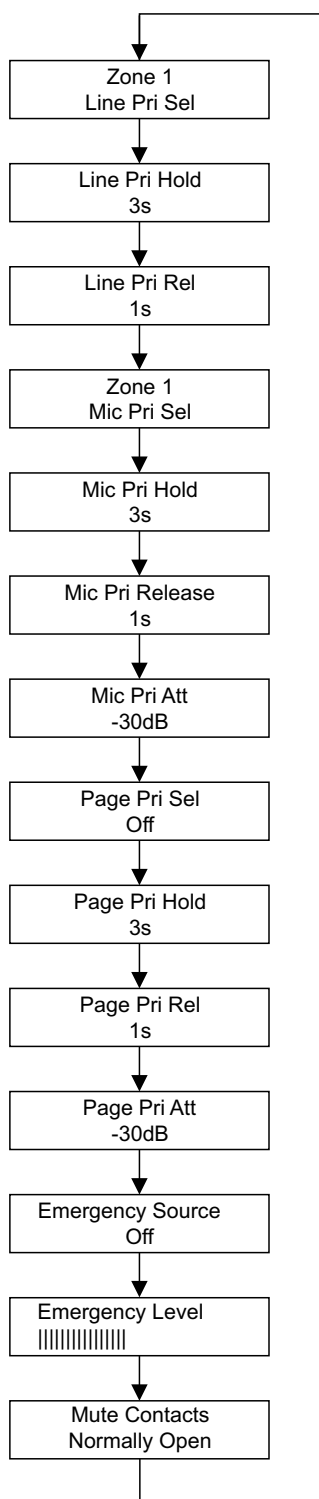 Zone 1
Line Pri Sel
Line Pri Hold
3s
Line Pri Rel
1s
Zone 1
Mic Pri Sel
Mic Pri Hold
3s
Mic Pri Release
1s
Mic Pri Att
-30dB
Page Pri Sel
Off
Page Pri Hold
3s
Page Pri Rel
1s
Page Pri Att
-30dB
Emergency Source
Off
Emergency Level
||||||||||||||||
Mute Contacts
Normally Open